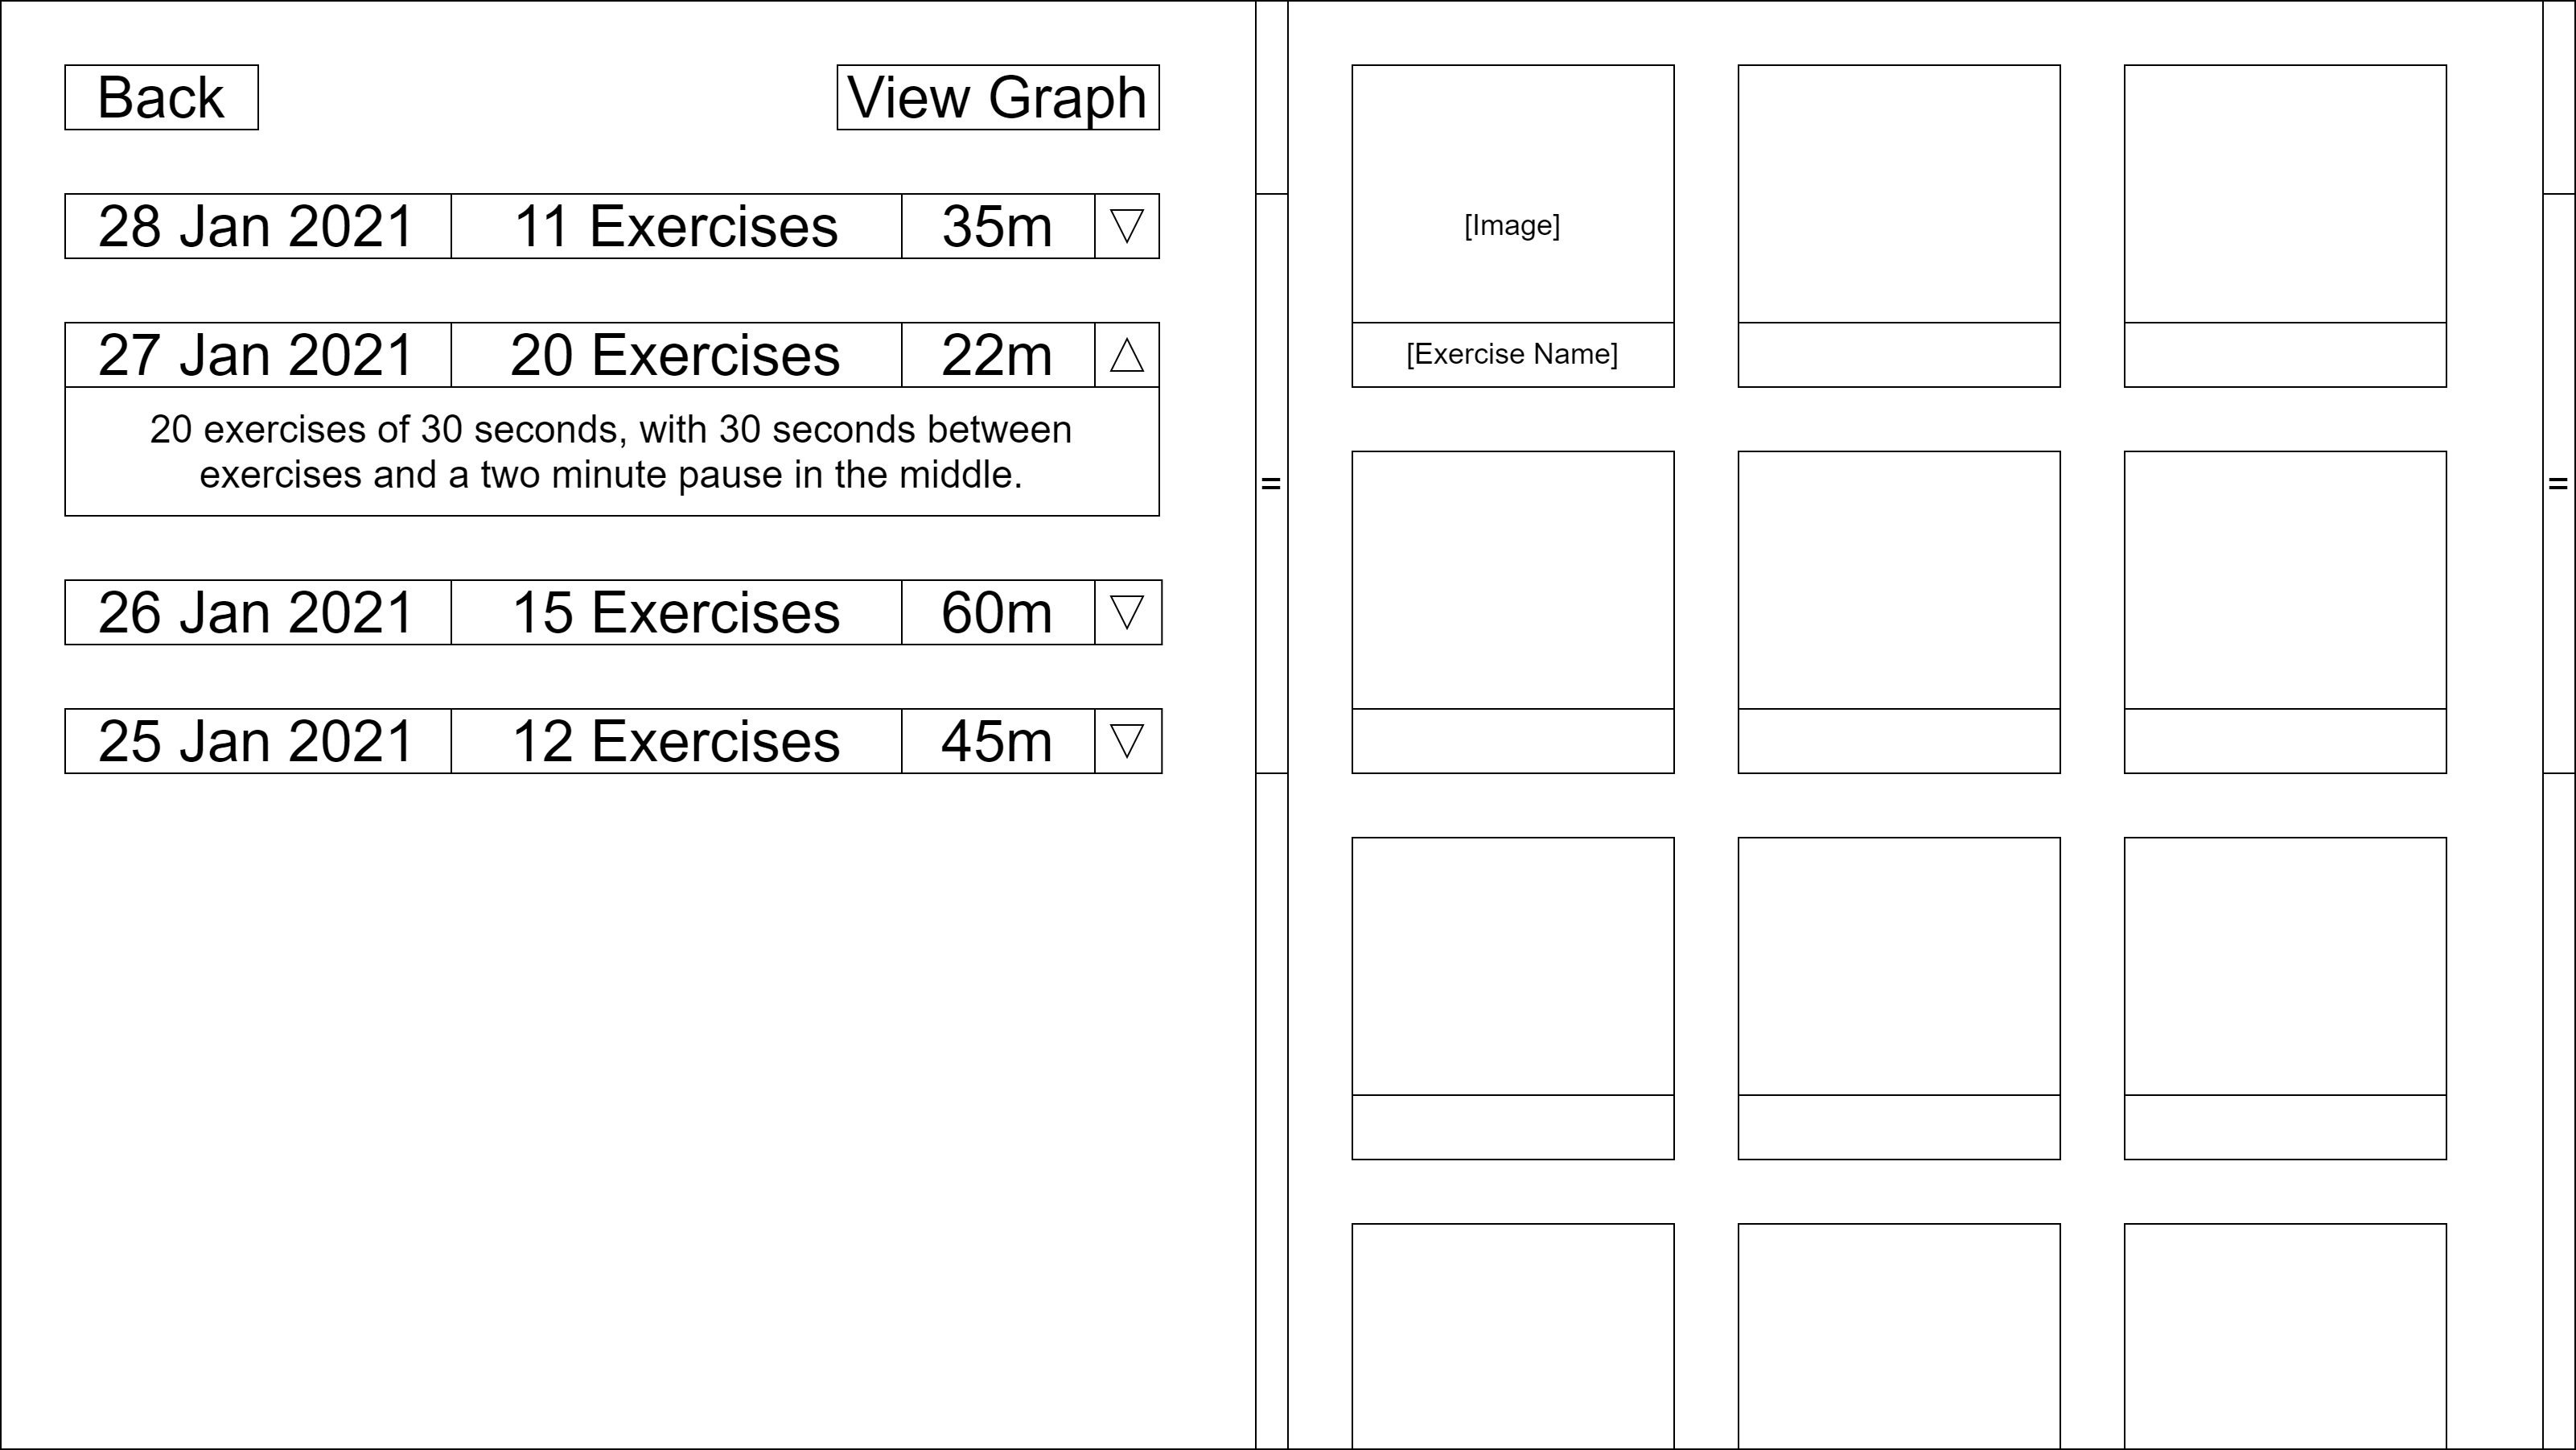 Back
View Graph
28 Jan 2021 11 Exercises 35m
27 Jan 2021 20 Exercises 22m
20 exercises of 30 seconds, with 30 seconds between
exercises and a two minute pause in the middle.
26 Jan 2021 15 Exercises 60m
25 Jan 2021 12 Exercises 45m
=
[Image]
[Exercise Name]
=